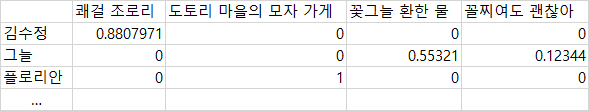 쾌걸 조로리 도토리 마을의 모자 가게 꽃그늘 환한 물 꼴찌여도 괜찮아
김수정 0.8807971 0 0 0
그늘 0 0 0.55321 0.12344
플로리안 0 1 0 0
...